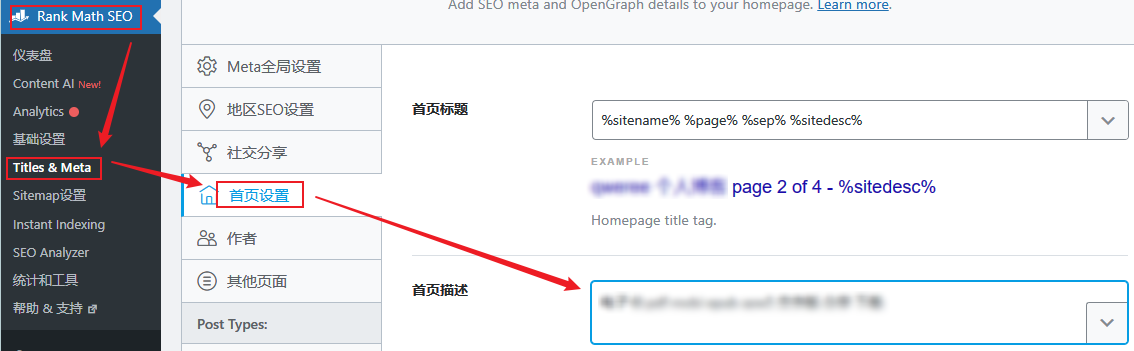 Add SEO meta and OpenGraph details to your homepage. Learn more.
Rank Math SEO
仪表盘
Content AI New!
Analytics
基础设置
Titles & Meta
Sitemap设置
Instant Indexing
SEO Analyzer
统计和工具
帮助 & 支持
Meta全局设置
地区SEO设置
社交分享
首页设置
作者
其他页面
Post Types:
首页标题
%sitename% %page% %sep% %sitedesc%
EXAMPLE
page 2 of 4 - %sitedesc%
Homepage title tag.
首页描述